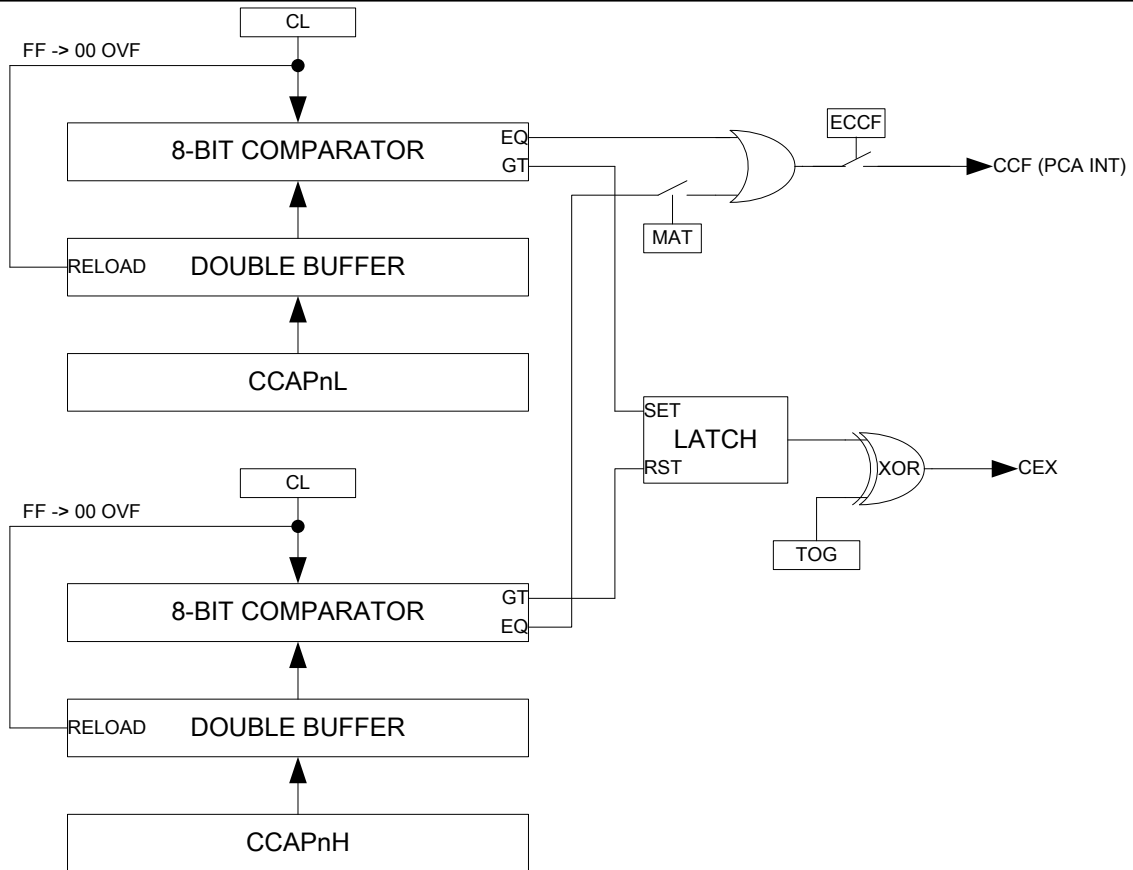 CL
FF -> 00 OVF
8-BIT COMPARATOR
EQ
GT
ECCF
CCF (PCA INT)
MAT
RELOAD
DOUBLE BUFFER
CCAPnL
SET
LATCH
RST
XOR
CEX
TOG
CL
FF -> 00 OVF
8-BIT COMPARATOR
GT
EQ
RELOAD
DOUBLE BUFFER
CCAPnH